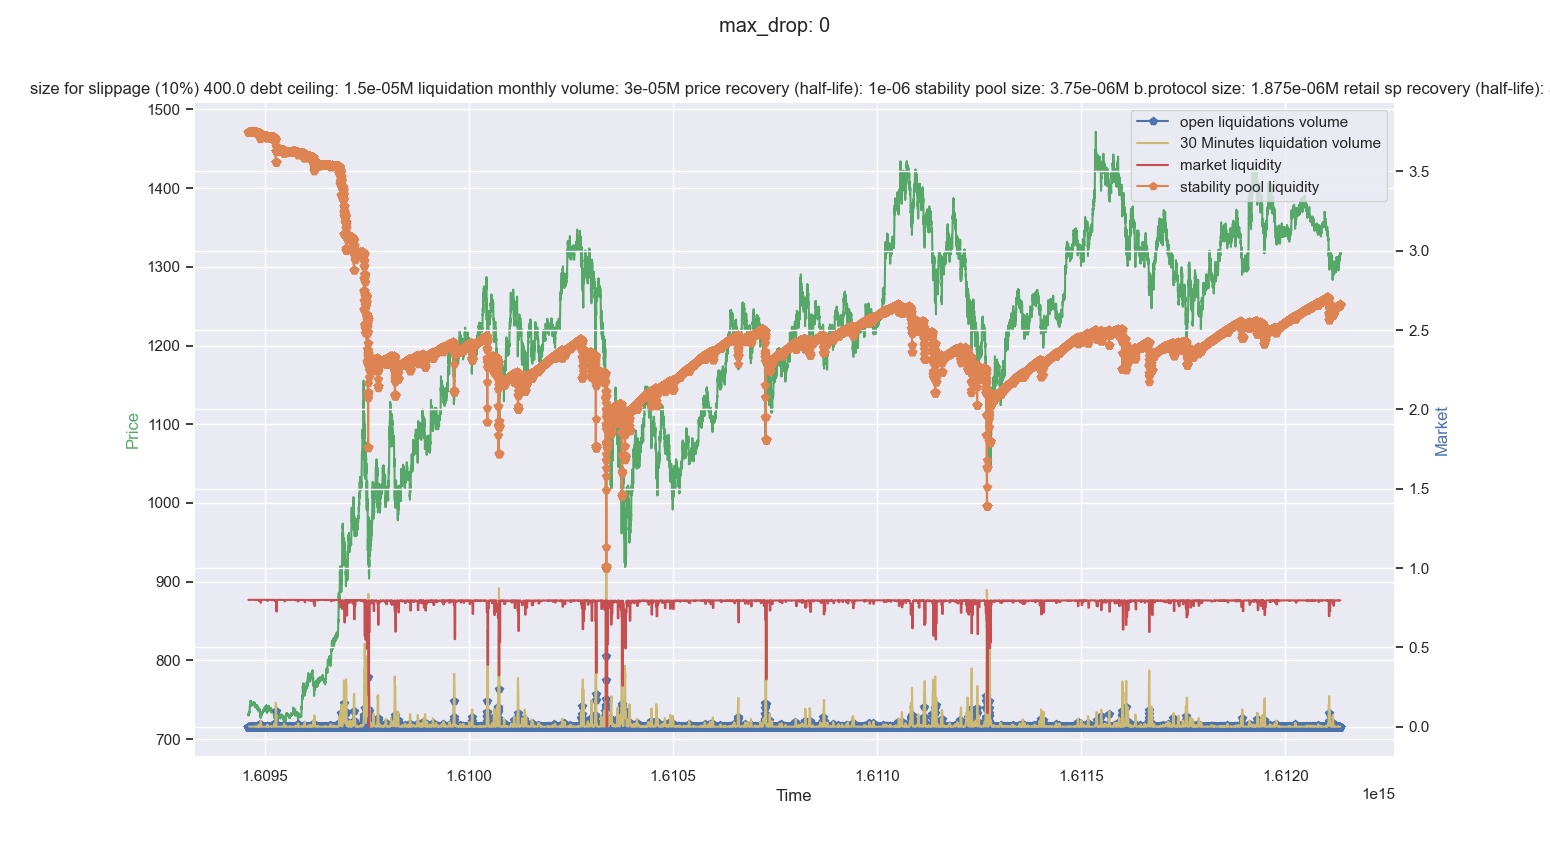 max_drop: 0
size for slippage (10%) 400.0 debt ceiling: 1.5e-05M liquidation monthly volume: 3e-05M price recovery (half-life): 1e-06 stability pool size: 3.75e-06M b.protocol size: 1.875e-06M retail sp recovery (half-life):
open liquidations volume
30 Minutes liquidation volume
market liquidity
stability pool liquidity
1500
1400
1300
1200
1100
1000
900
800
700
Price
3.5
3.0
2.5
2.0
1.5
1.0
0.5
0.0
Market
1.6095 1.6100 1.6105 1.6110 1.6115 1.6120
1e15
Time